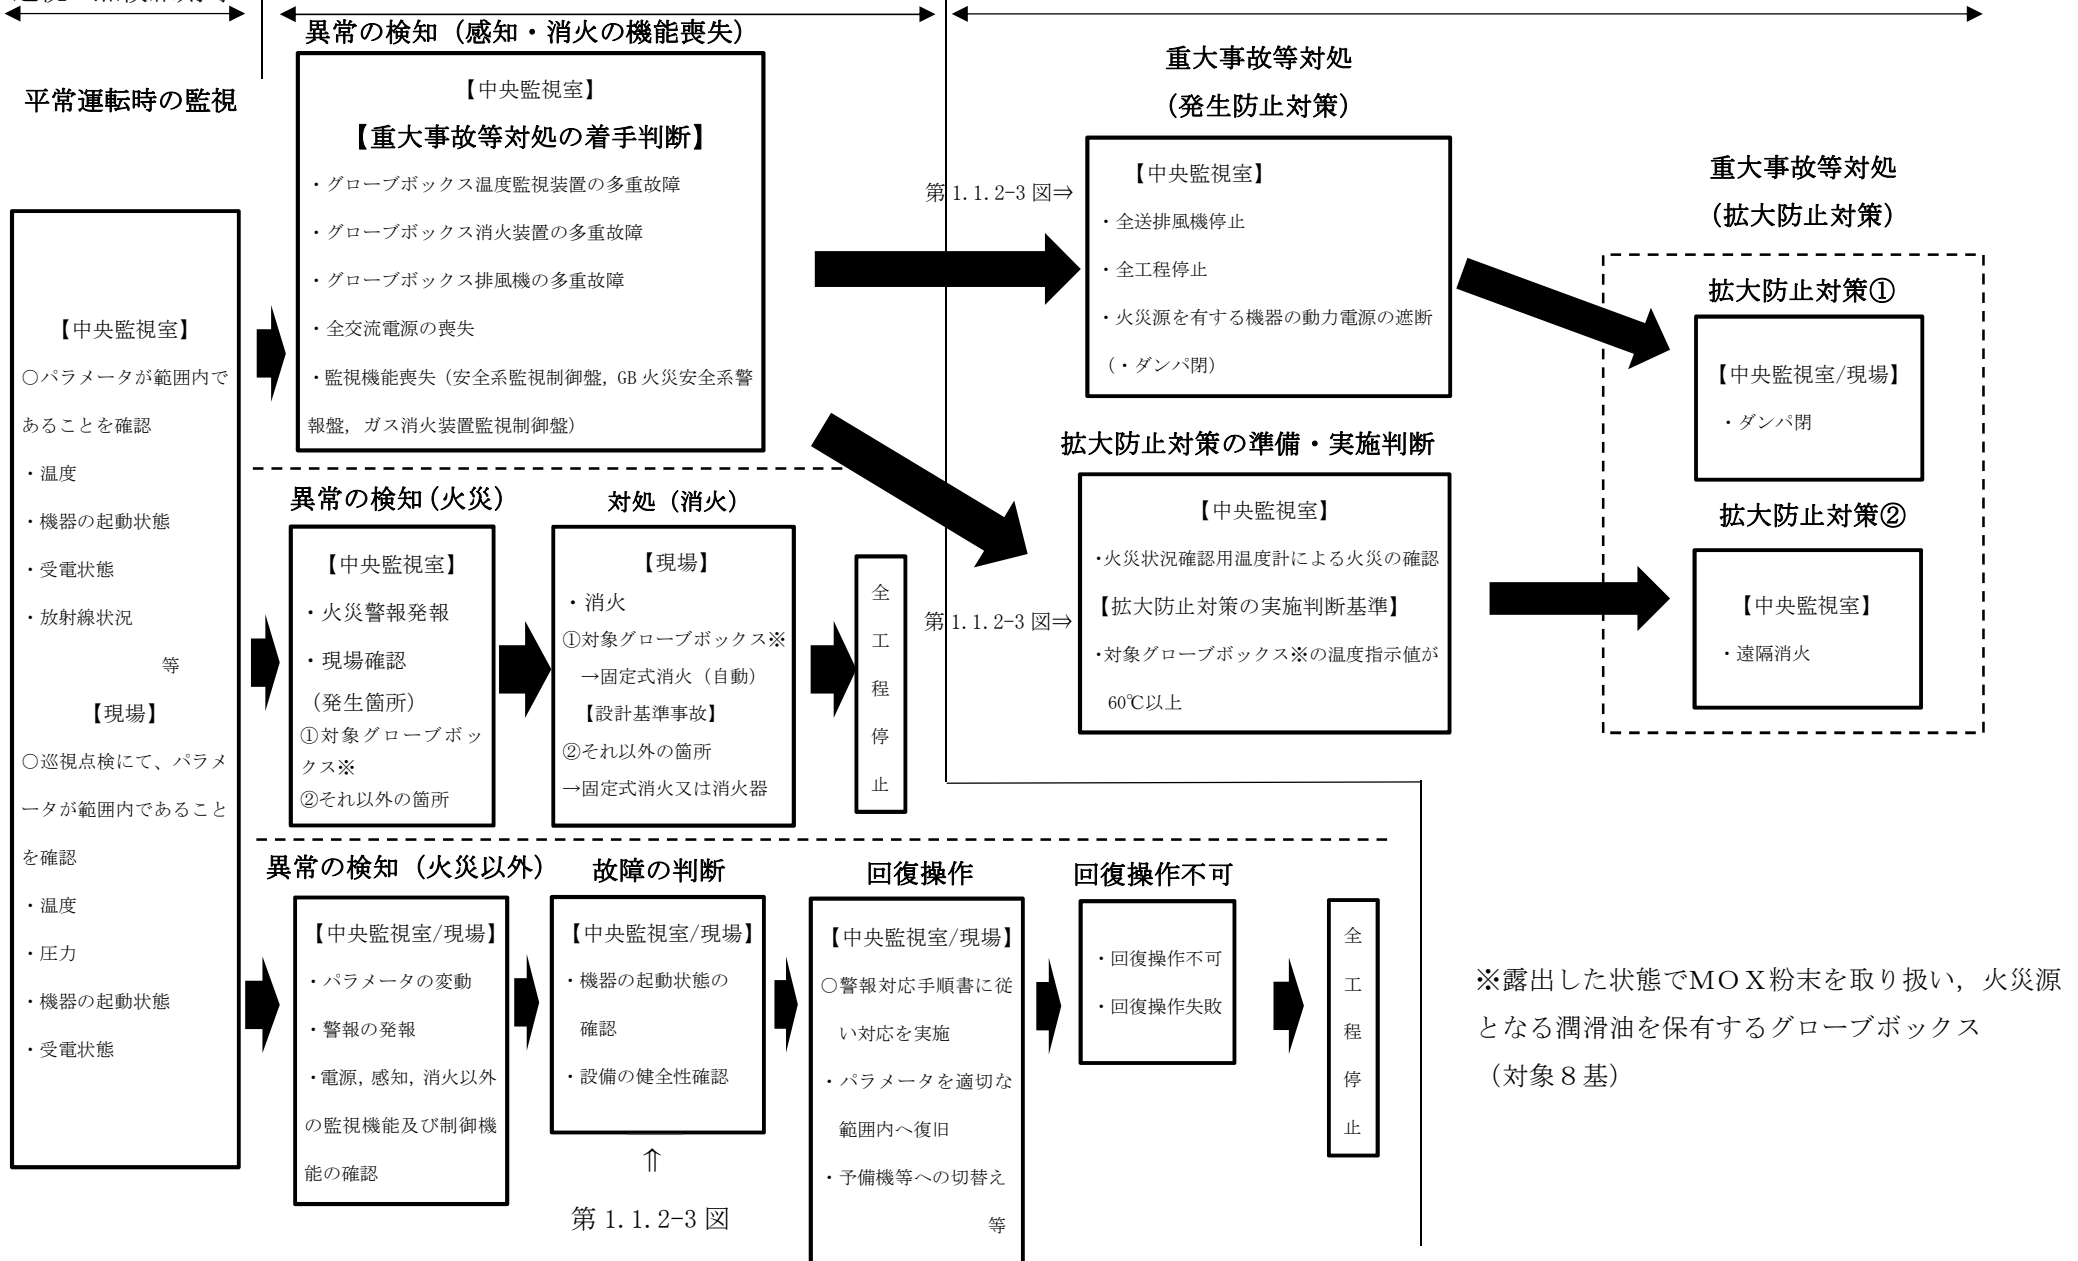 平常運転時の監視
【中央監視室】
○パラメータが範囲内で
あることを確認
・温度
・機器の起動状態
・受電状態
・放射線状況
等
【現場】
○巡視点検にて、パラメ
ータが範囲内であること
を確認
・温度
・圧力
・機器の起動状態
・受電状態
異常の検知（感知・消火の機能喪失）
【中央監視室】
【重大事故等対処の着手判断】
・グローブボックス温度監視装置の多重故障
・グローブボックス消火装置の多重故障
・グローブボックス排風機の多重故障
・全交流電源の喪失
・監視機能喪失（安全系監視制御盤，GB 火災安全系警
報盤，ガス消火装置監視制御盤）
重大事故等対処
（発生防止対策）
第 1.1.2-3 図⇒
【中央監視室】
・全送排風機停止
・全工程停止
・火災源を有する機器の動力電源の遮断
（・ダンパ閉）
重大事故等対処
（拡大防止対策）
拡大防止対策①
【中央監視室/現場】
・ダンパ閉
拡大防止対策の準備・実施判断
第 1.1.2-3 図⇒
【中央監視室】
・火災状況確認用温度計による火災の確認
【拡大防止対策の実施判断基準】
・対象グローブボックス※の温度指示値が
60℃以上
拡大防止対策②
【中央監視室】
・遠隔消火
異常の検知（火災）
【中央監視室】
・火災警報発報
・現場確認
（発生箇所）
①対象グローブボッ
クス※
②それ以外の箇所
対処（消火）
【現場】
・消火
①対象グローブボックス※
→固定式消火（自動）
【設計基準事故】
②それ以外の箇所
→固定式消火又は消火器
全
工
程
停
止
異常の検知（火災以外）
【中央監視室/現場】
・パラメータの変動
・警報の発報
・電源，感知，消火以外
の監視機能及び制御機
能の確認
故障の判断
【中央監視室/現場】
・機器の起動状態の
確認
・設備の健全性確認
⇑
第 1.1.2-3 図
回復操作
【中央監視室/現場】
○警報対応手順書に従
い対応を実施
・パラメータを適切な
範囲内へ復旧
・予備機等への切替え
等
回復操作不可
・回復操作不可
・回復操作失敗
全
工
程
停
止
※露出した状態でＭＯＸ粉末を取り扱い，火災源
となる潤滑油を保有するグローブボックス
（対象８基）